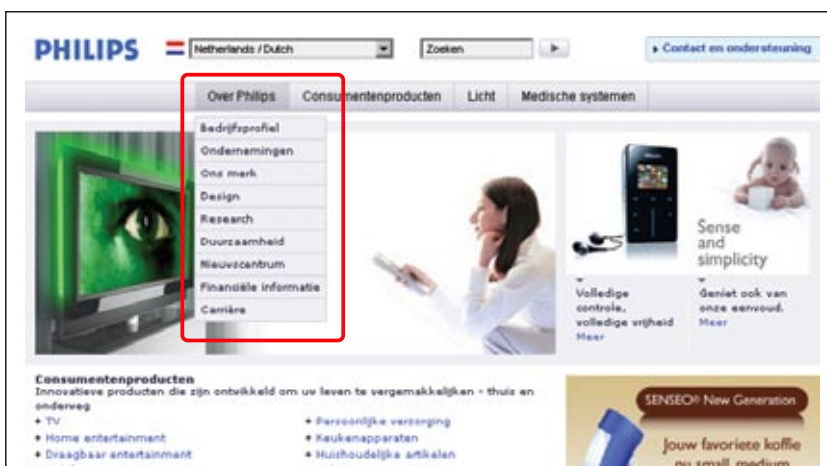 PHILIPS
Netherlands / Dutch
Zoeken
Contact en ondersteuning
Over Philips
Consumentenproducten
Licht
Medische systemen
Bedrijfsprofiel
Ondernemingen
Ons merk
Design
Research
Duurzaamheid
Nieuwscentrum
Financiële informatie
Carrière
Sense
and
simplicity
Volledige
controle,
volledige vrijheid
Meer
Geniet ook van
onze eenvoud.
Meer
Consumentenproducten
Innovatieve producten die zijn ontwikkeld om uw leven te vergemakkelijken - thuis en
onderweg
TV
Home entertainment
Draagbaar entertainment
Persoonlijke verzorging
Keukenapparaten
Huishoudelijke artikelen
SENSEO® New Generation
Jouw favoriete koffie
nu small, medium